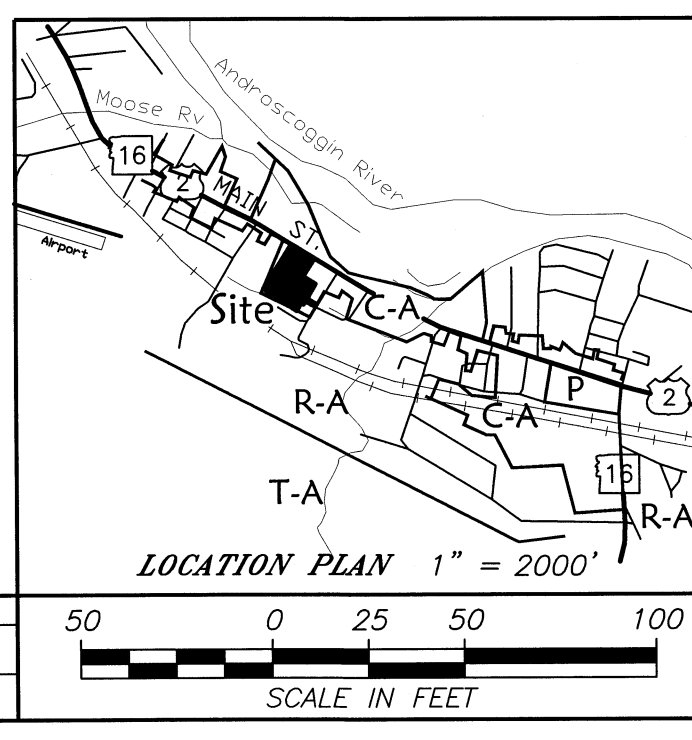 Androscoggin River
Moose Rv
16
2
MAIN ST.
Airport
Site
C-A
R-A
P
2
C-A
16
T-A
R-A
LOCATION PLAN 1" = 2000'
50 0 25 50 100
SCALE IN FEET